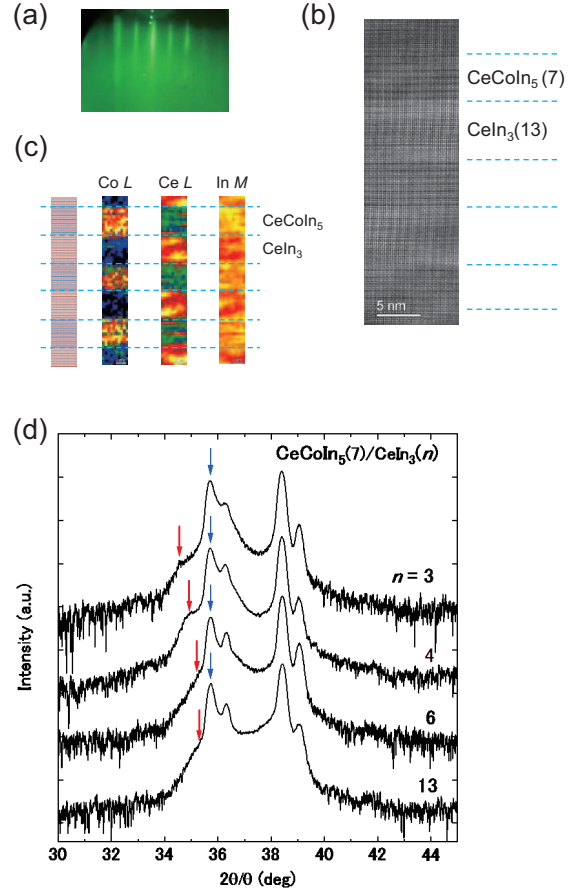 (a)
(b)
CeCoIn5(7)
CeIn3(13)
5 nm
(c)
Co L
Ce L
In M
CeCoIn5
CeIn3
(d)
CeCoIn5(7)/CeIn3(n)
n = 3
4
6
13
Intensity (a.u.)
30 32 34 36 38 40 42 44
2θ/θ (deg)